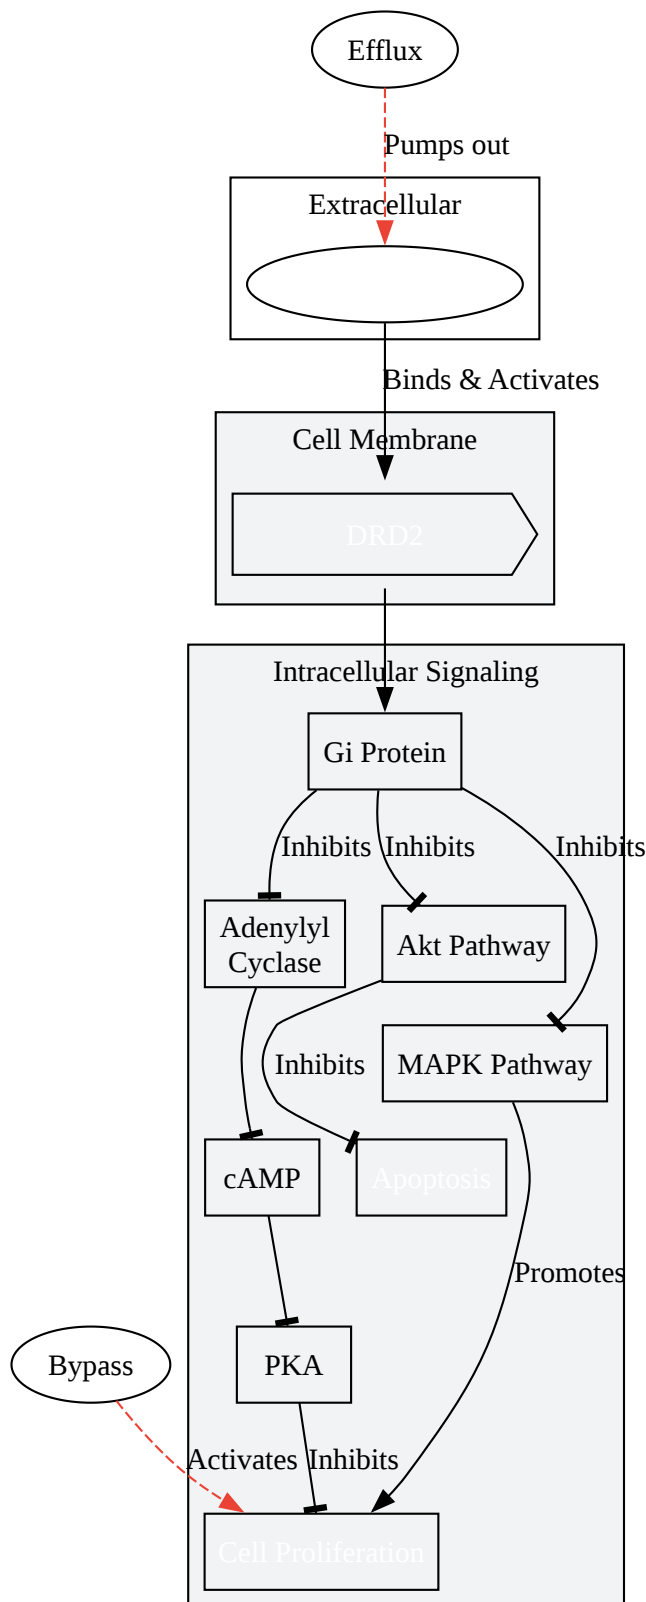 Efflux
Pumps out
Extracellular
Binds & Activates
Cell Membrane
DRD2
Intracellular Signaling
Gi Protein
Inhibits
Inhibits
Inhibits
Adenylyl
Cyclase
Akt Pathway
Inhibits
MAPK Pathway
cAMP
Apoptosis
Promotes
Bypass
PKA
Activates
Inhibits
Cell Proliferation